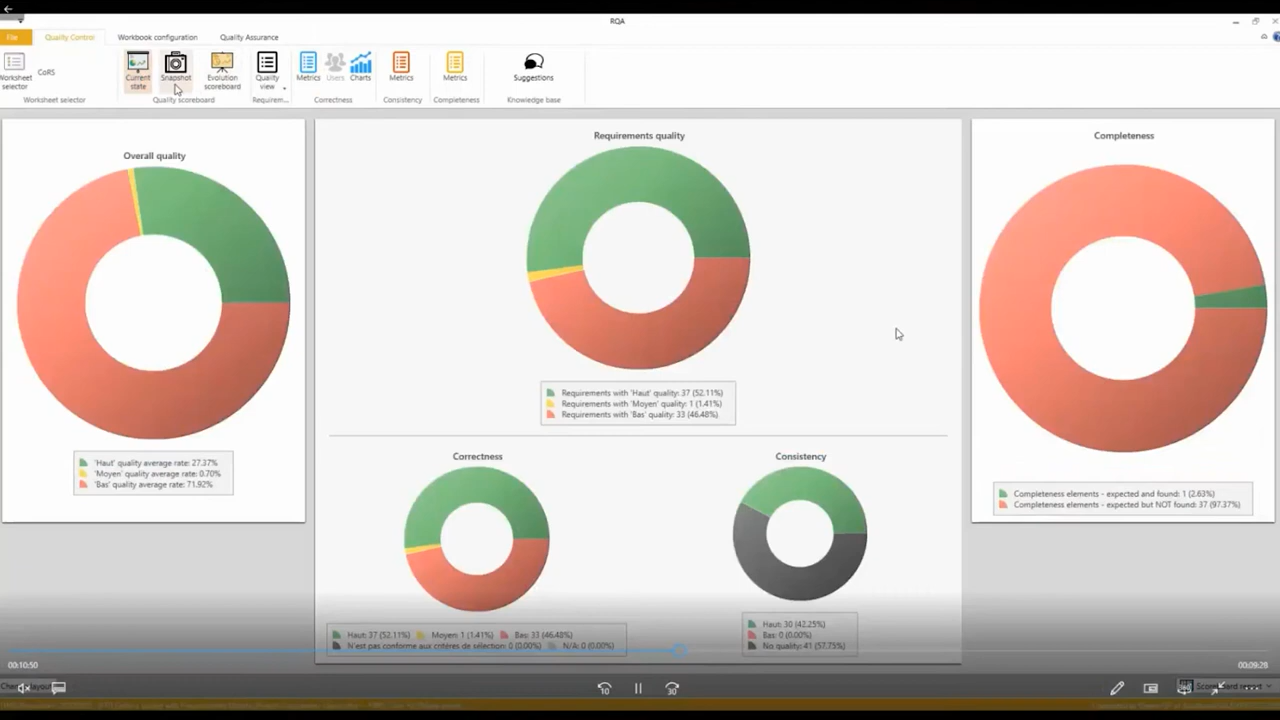 RQA
File
Quality Control
Workbook configuration
Quality Assurance
Worksheet
selector
CoRS
Current
state
Snapshot
Evolution
scoreboard
Quality
view
Metrics
Users
Charts
Metrics
Metrics
Suggestions
Worksheet selector
Quality scoreboard
Requirem...
Correctness
Consistency
Completeness
Knowledge base
Overall quality
'Haut' quality average rate: 27.37%
'Moyen' quality average rate: 0.70%
'Bas' quality average rate: 71.92%
Requirements quality
Requirements with 'Haut' quality: 37 (52.11%)
Requirements with 'Moyen' quality: 1 (1.41%)
Requirements with 'Bas' quality: 33 (46.48%)
Correctness
Haut: 37 (52.11%) Moyen: 1 (1.41%) Bas: 33 (46.48%)
N'est pas conforme aux critères de sélection: 0 (0.00%) N/A: 0 (0.00%)
Consistency
Haut: 30 (42.25%)
Bas: 0 (0.00%)
No quality: 41 (57.75%)
Completeness
Completeness elements - expected and found: 1 (2.63%)
Completeness elements - expected but NOT found: 37 (97.37%)
00:10:50
00:09:28
10
30